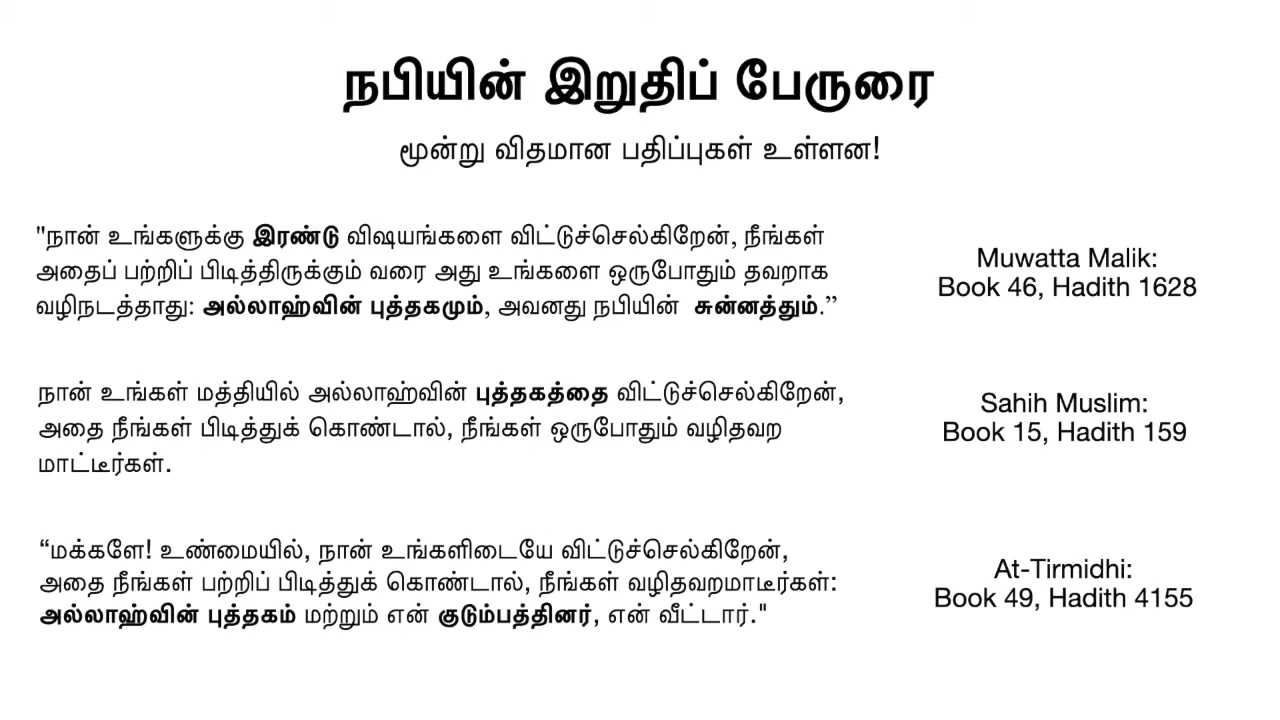 நபியின் இறுதிப் பேருரை
மூன்று விதமான பதிப்புகள் உள்ளன!
"நான் உங்களுக்கு இரண்டு விஷயங்களை விட்டுச்செல்கிறேன், நீங்கள்
அதைப் பற்றிப் பிடித்திருக்கும் வரை அது உங்களை ஒருபோதும் தவறாக
வழிநடத்தாது: அல்லாஹ்வின் புத்தகமும், அவனது நபியின் சுன்னத்தும்.”
Muwatta Malik:
Book 46, Hadith 1628
நான் உங்கள் மத்தியில் அல்லாஹ்வின் புத்தகத்தை விட்டுச்செல்கிறேன்,
அதை நீங்கள் பிடித்துக் கொண்டால், நீங்கள் ஒருபோதும் வழிதவற
மாட்டீர்கள்.
Sahih Muslim:
Book 15, Hadith 159
“மக்களே! உண்மையில், நான் உங்களிடையே விட்டுச்செல்கிறேன்,
அதை நீங்கள் பற்றிப் பிடித்துக் கொண்டால், நீங்கள் வழிதவறமாடீர்கள்:
அல்லாஹ்வின் புத்தகம் மற்றும் என் குடும்பத்தினர், என் வீட்டார்."
At-Tirmidhi:
Book 49, Hadith 4155